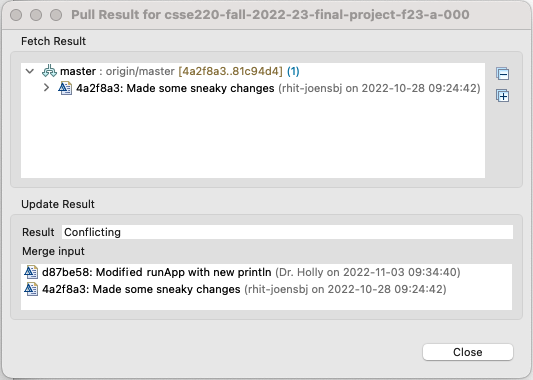 Pull Result for csse220-fall-2022-23-final-project-f23-a-000
Fetch Result
master : origin/master [4a2f8a3..81c94d4] (1)
4a2f8a3: Made some sneaky changes (rhit-joensbj on 2022-10-28 09:24:42)
Update Result
Result Conflicting
Merge input
d87be58: Modified runApp with new println (Dr. Holly on 2022-11-03 09:34:40)
4a2f8a3: Made some sneaky changes (rhit-joensbj on 2022-10-28 09:24:42)
Close